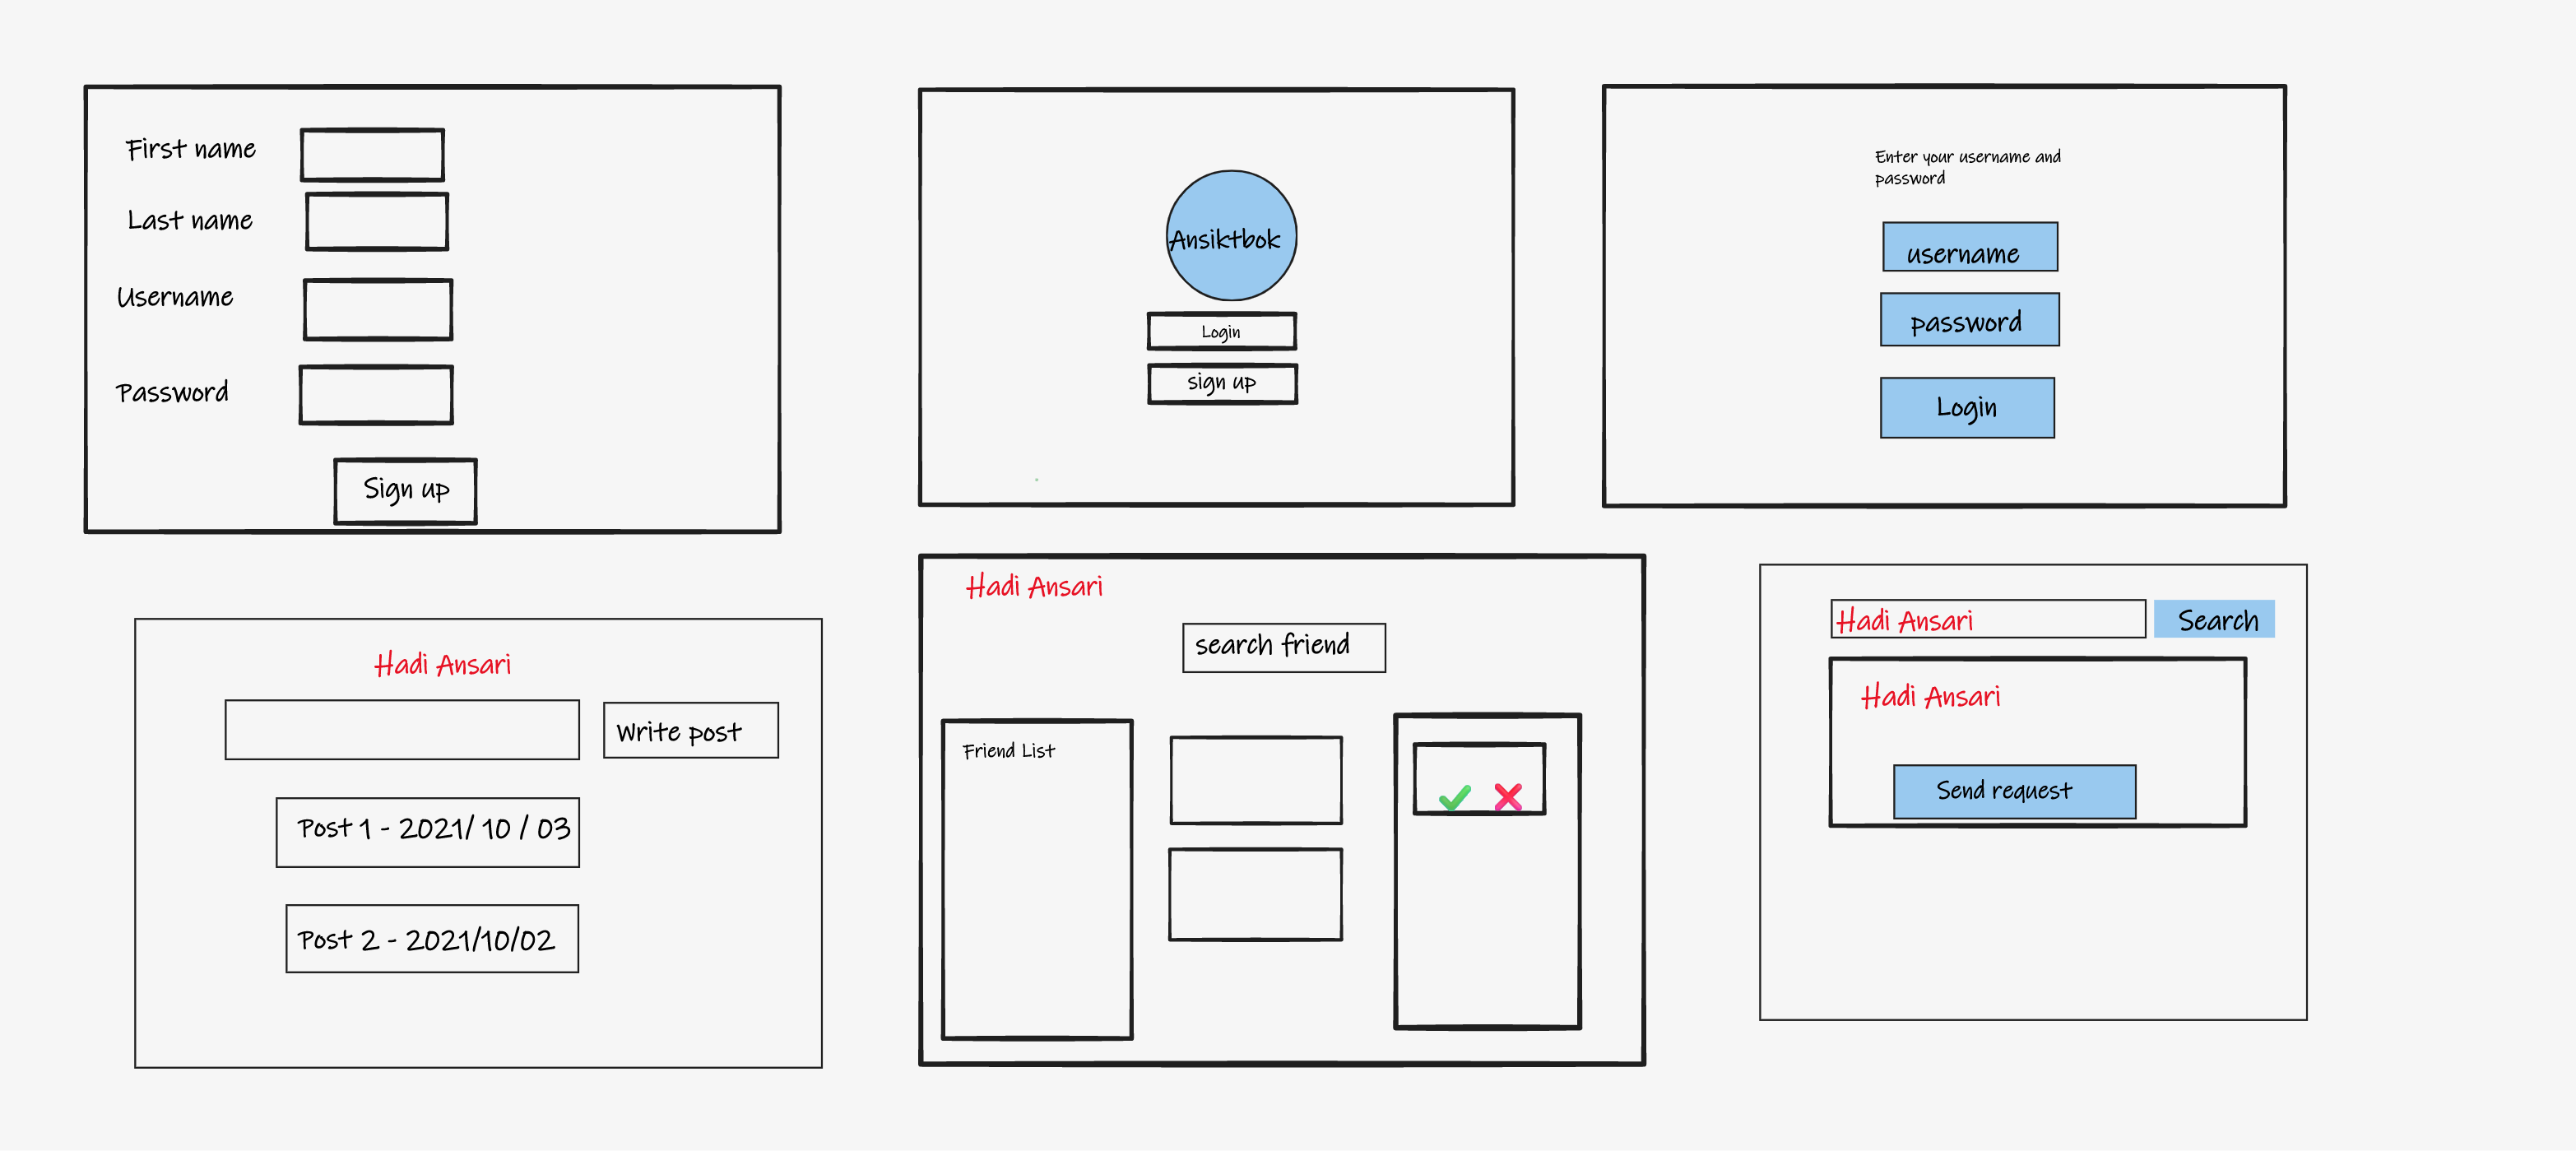 First name
Last name
Username
Password
Sign up
Ansiktbok
Login
sign up
Enter your username and
password
username
password
Login
Hadi Ansari
Write post
Post 1 - 2021/ 10 / 03
Post 2 - 2021/10/02
Hadi Ansari
search friend
Friend List
Hadi Ansari
Search
Hadi Ansari
Send request